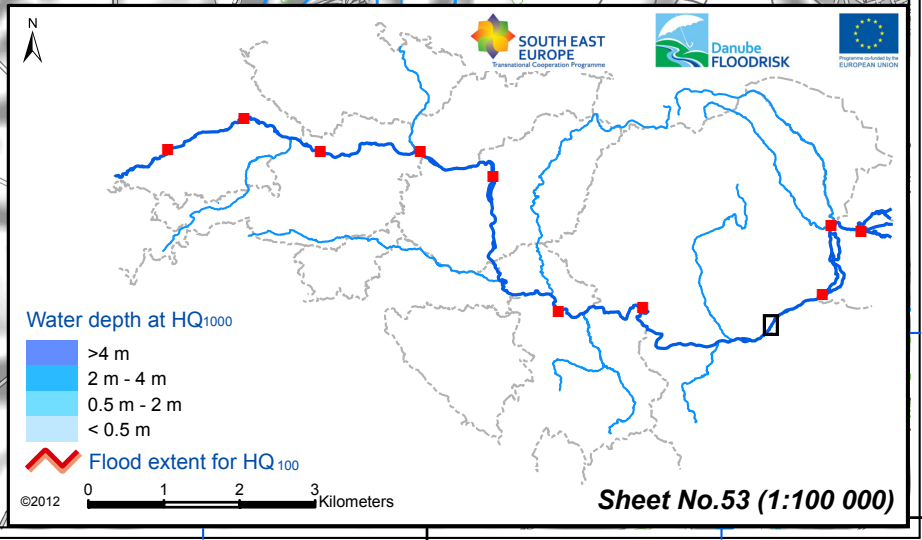 N
SOUTH EAST
EUROPE
Transnational Cooperation Programme
Danube
FLOODRISK
Programme co-funded by the
EUROPEAN UNION
Water depth at HQ1000
>4 m
2 m - 4 m
0.5 m - 2 m
< 0.5 m
Flood extent for HQ 100
©2012
0 1 2 3
Kilometers
Sheet No.53 (1:100 000)